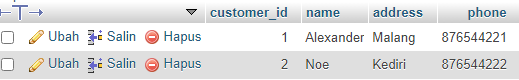 customer_id name address phone
Ubah Salin Hapus 1 Alexander Malang 876544221
Ubah Salin Hapus 2 Noe Kediri 876544222